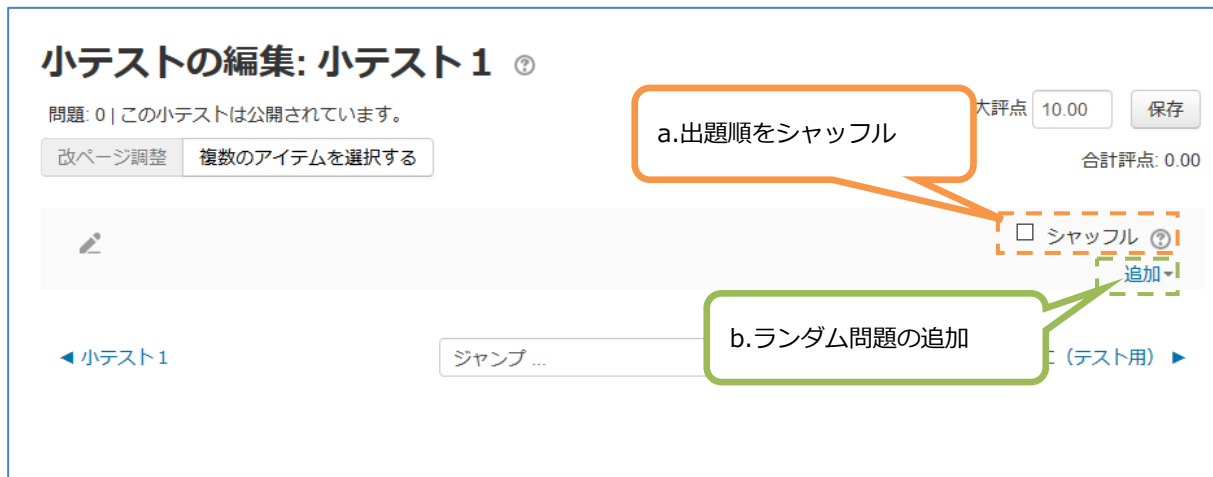 小テストの編集: 小テスト1
問題: 0 | この小テストは公開されています。
大評点 10.00 保存
a.出題順をシャッフル
改ページ調整 複数のアイテムを選択する
合計評点: 0.00
シャッフル
追加
b.ランダム問題の追加
◀ 小テスト1
ジャンプ ...
(テスト用) ▶